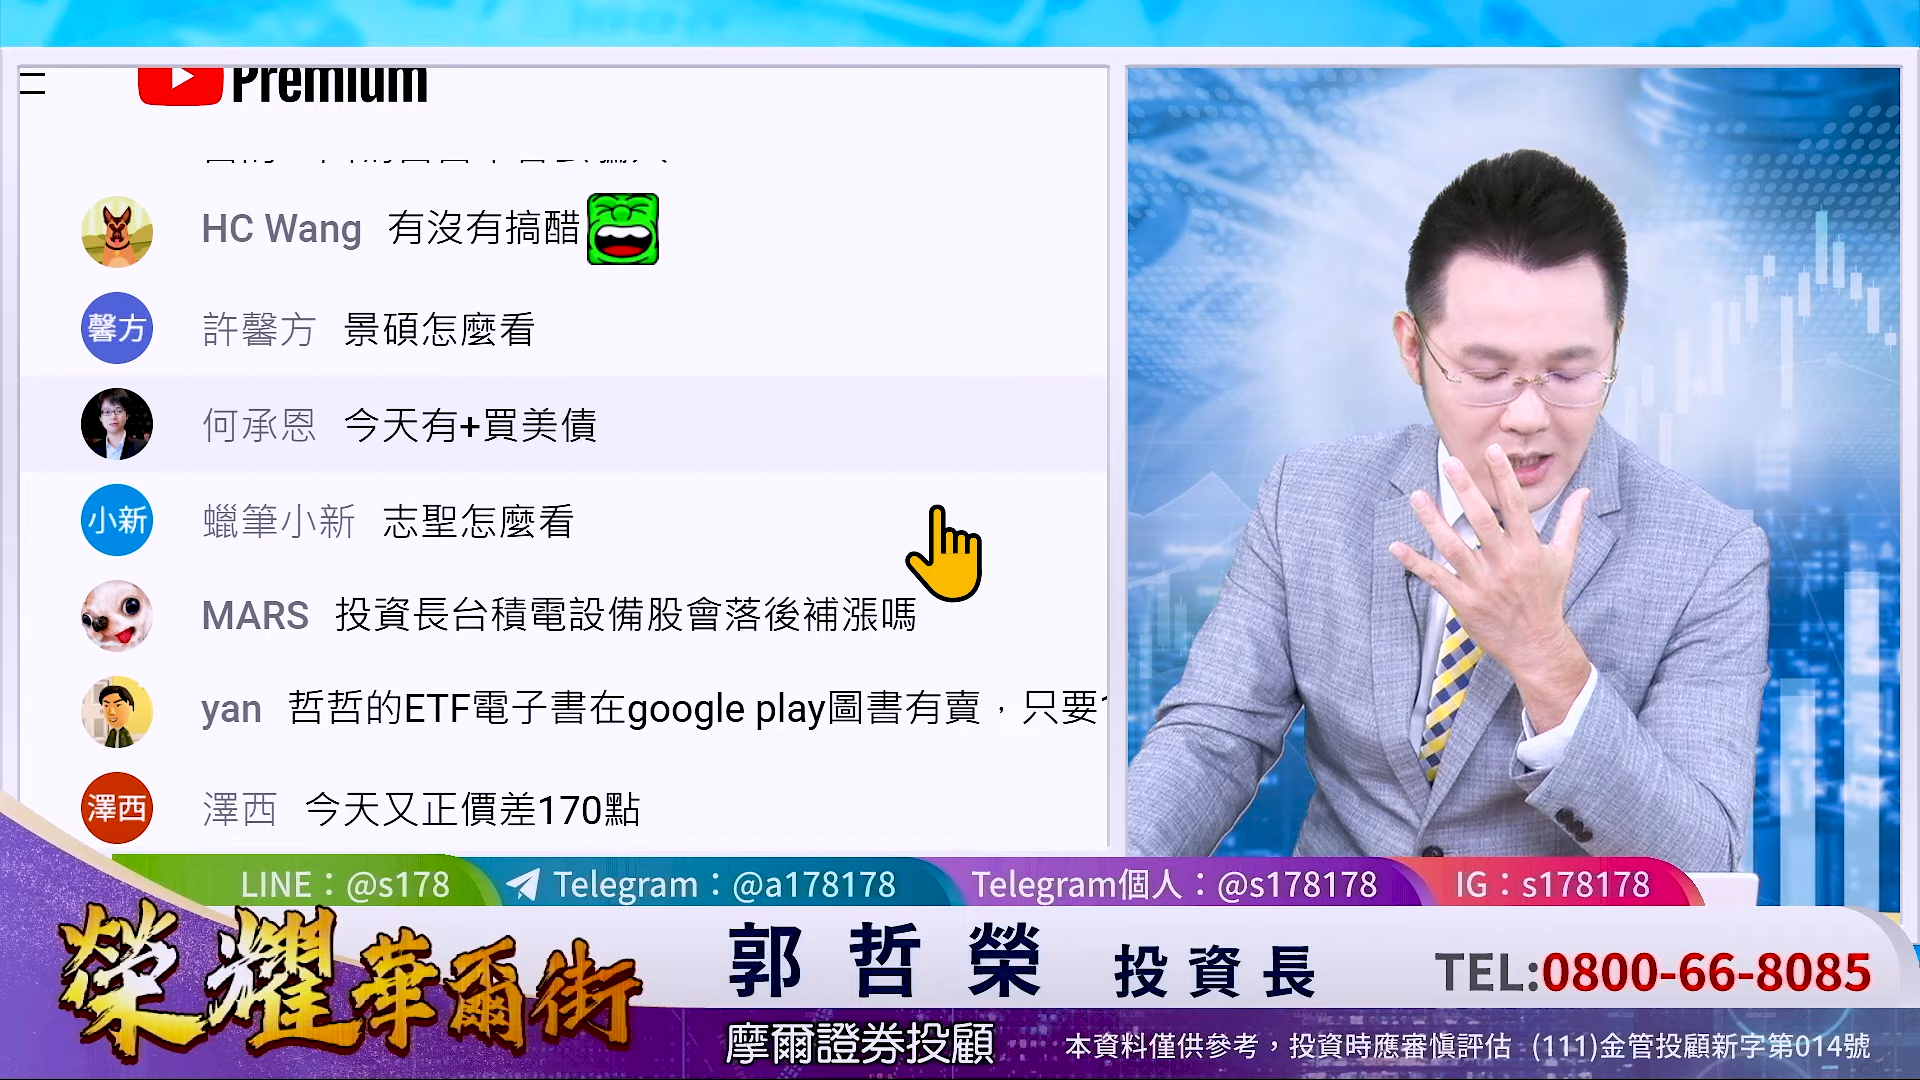 Premium
HC Wang 有沒有搞醋
馨方 許馨方 景碩怎麼看
何承恩 今天有+買美債
小新 蠟筆小新 志聖怎麼看
MARS 投資長台積電設備股會落後補漲嗎
yan 哲哲的ETF電子書在google play圖書有賣，只要
澤西 澤西 今天又正價差170點
LINE：@s178 Telegram：@a178178 Telegram個人：@s178178 IG：s178178
榮耀華爾街
郭哲榮 投資長 TEL:0800-66-8085
摩爾證券投顧 本資料僅供參考，投資時應審慎評估 (111)金管投顧新字第014號